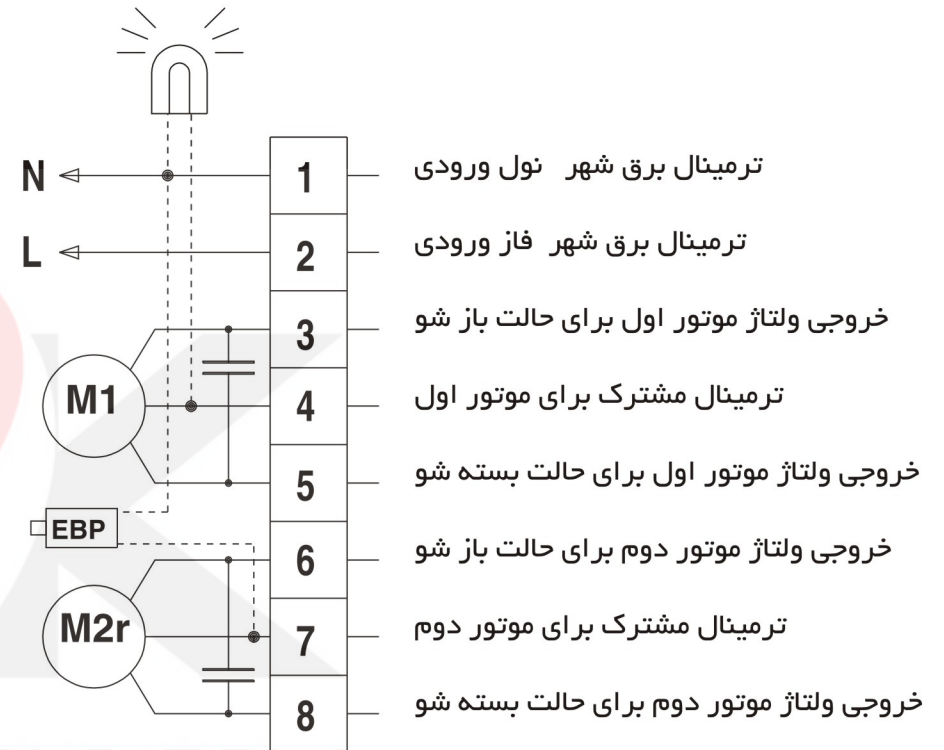 N 1 ترمینال برق شهر نول ورودی
L 2 ترمینال برق شهر فاز ورودی
3 خروجی ولتاژ موتور اول برای حالت باز شو
M1 4 ترمینال مشترک برای موتور اول
5 خروجی ولتاژ موتور اول برای حالت بسته شو
EBP
6 خروجی ولتاژ موتور دوم برای حالت باز شو
M2r 7 ترمینال مشترک برای موتور دوم
8 خروجی ولتاژ موتور دوم برای حالت بسته شو